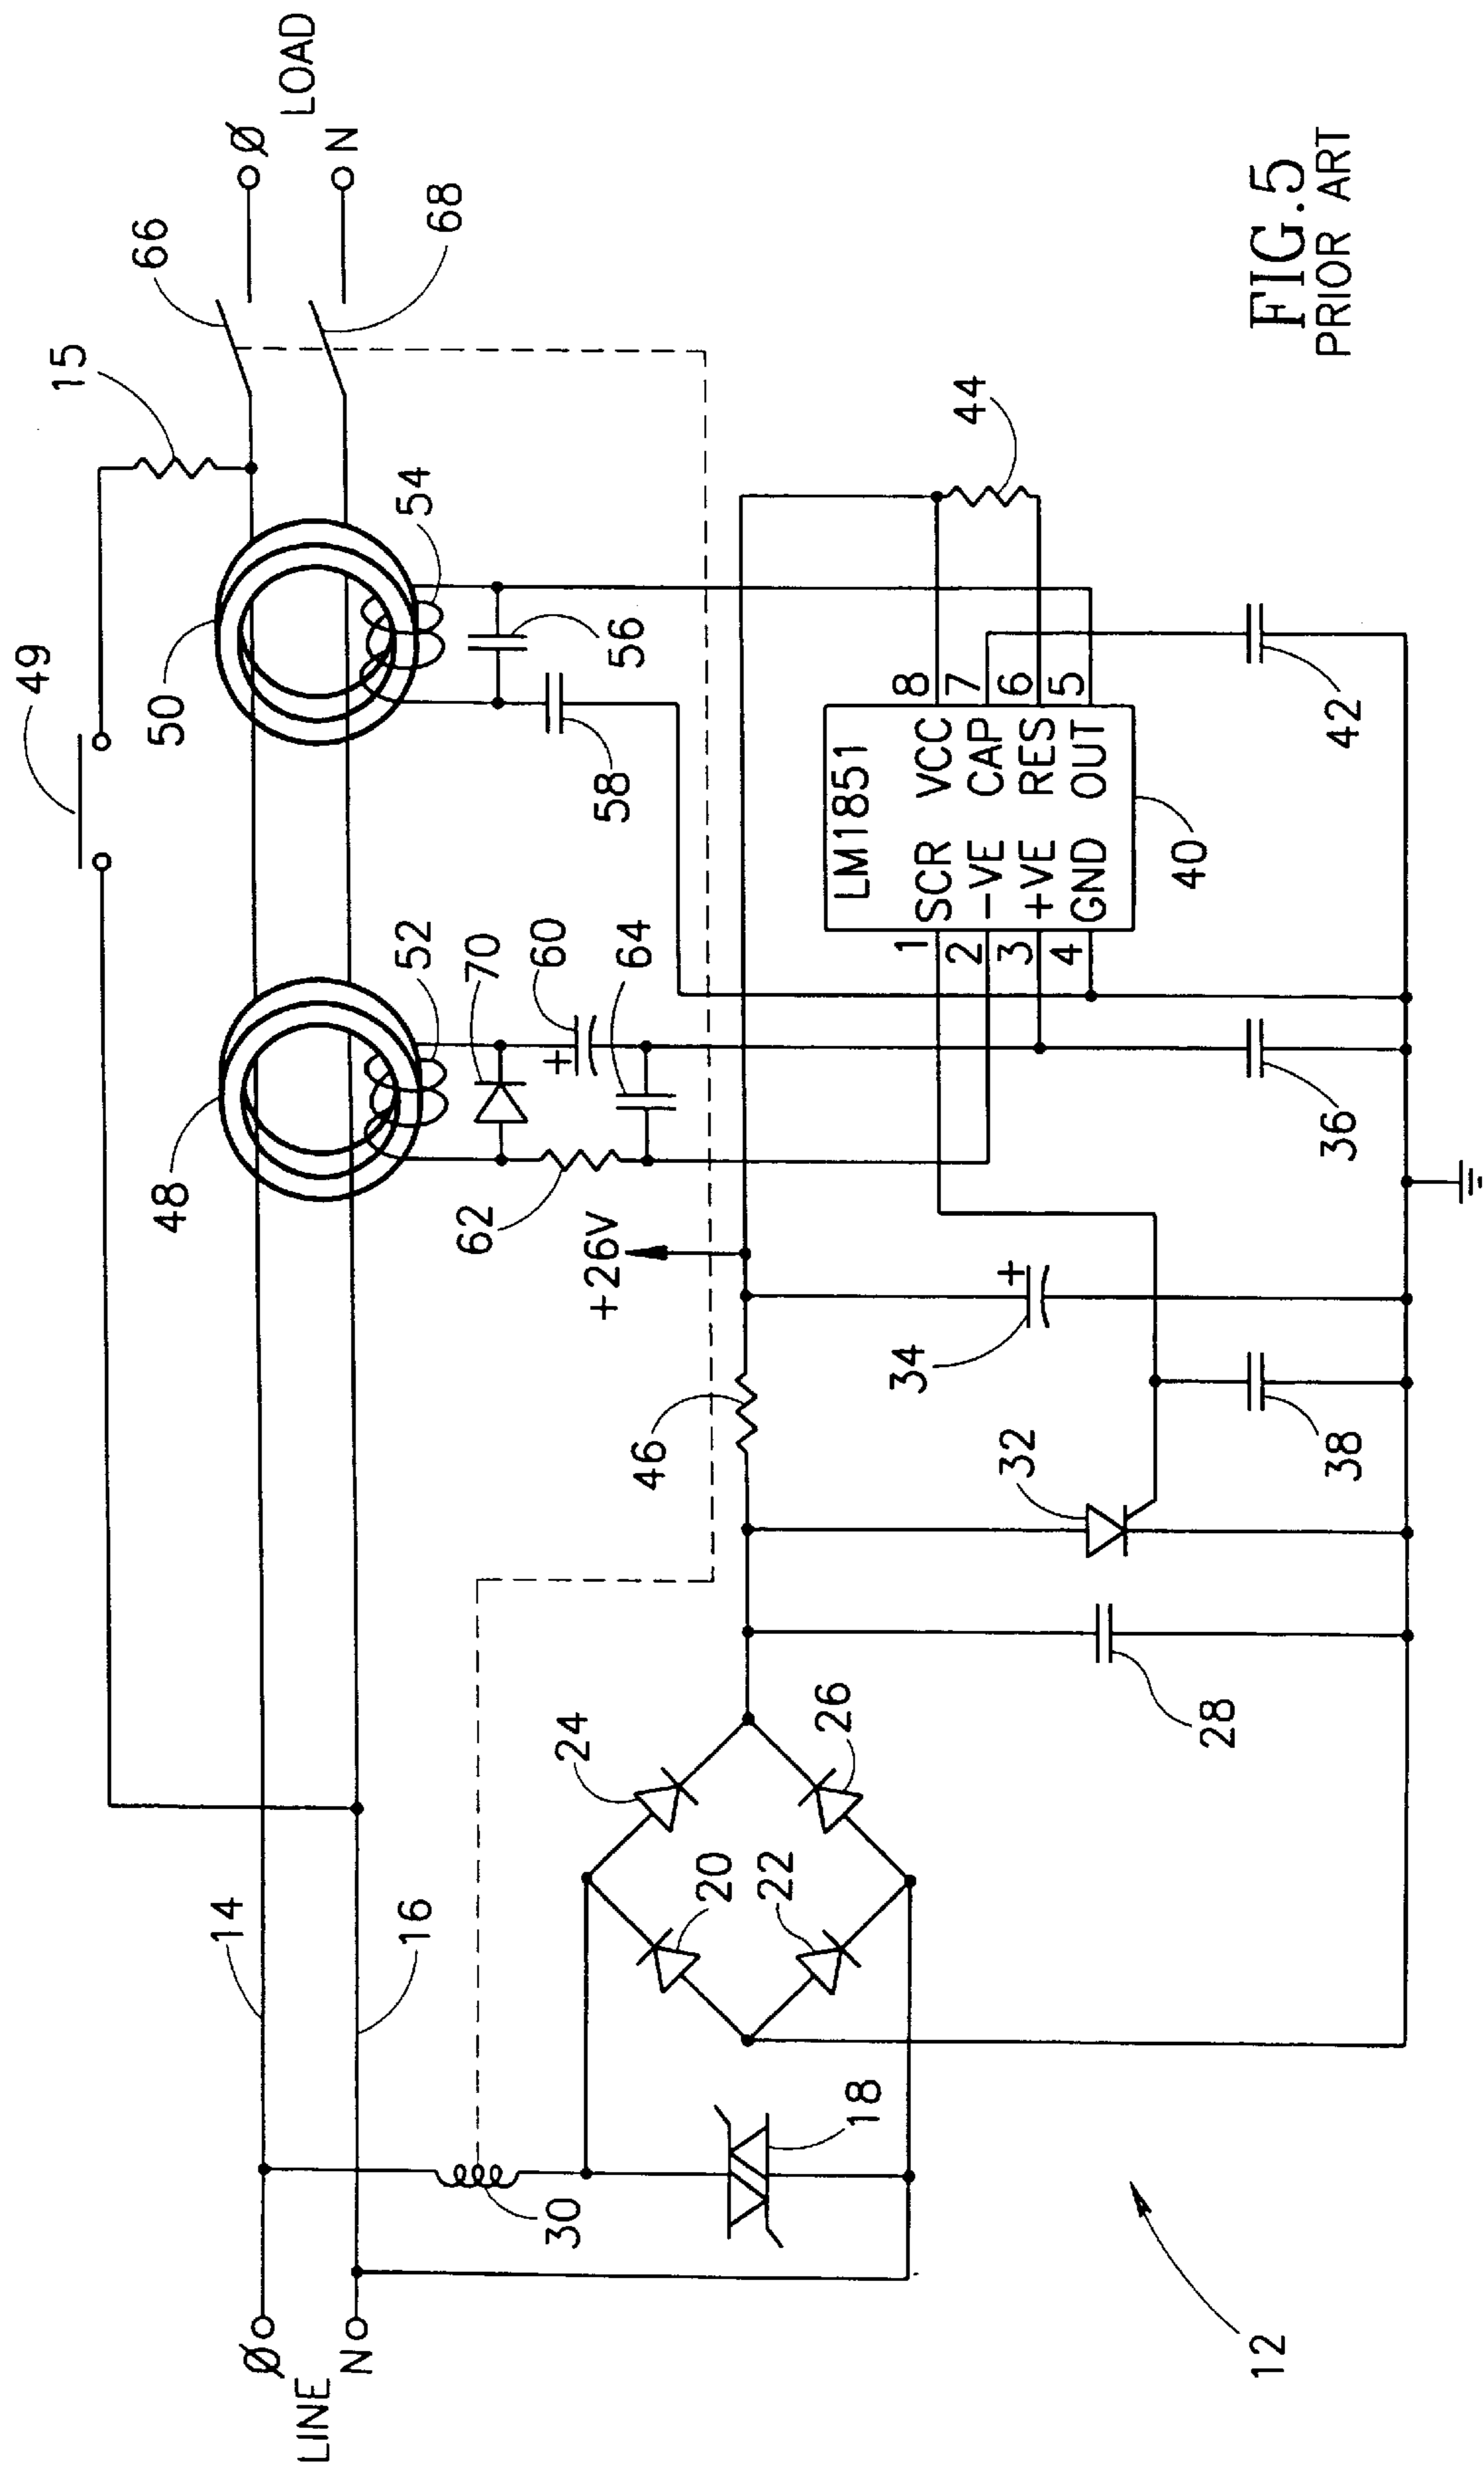 49
15
66
50
Ø
LOAD
N
68
54
56
58
48
52
70
60
64
62
14
16
Ø
LINE
N
30
18
24
20
22
26
46
+26V
+
+
44
LM1851
1 SCR VCC 8
2 -VE CAP 7
3 +VE RES 6
4 GND OUT 5
40
34
32
28
38
36
42
12
FIG.5
PRIOR ART